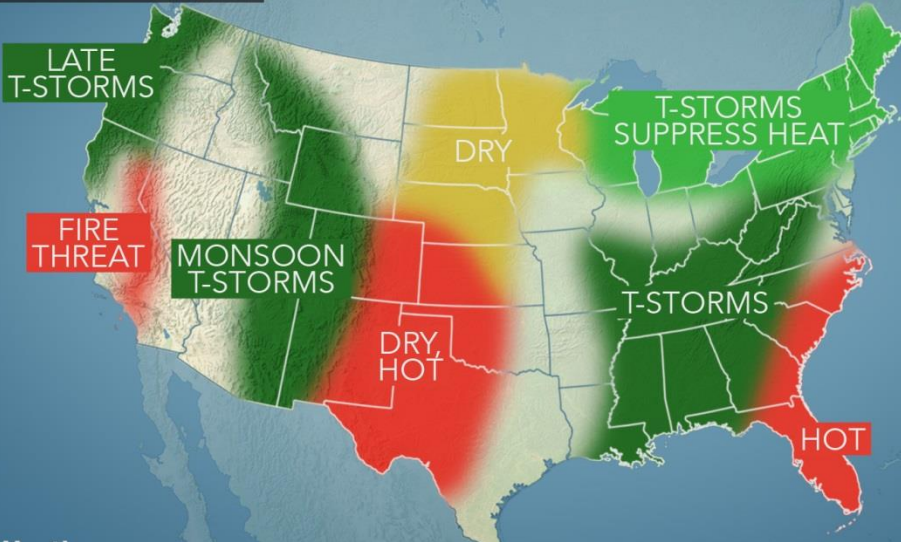 LATE
T-STORMS
T-STORMS
SUPPRESS HEAT
DRY
FIRE
THREAT
MONSOON
T-STORMS
T-STORMS
DRY,
HOT
HOT